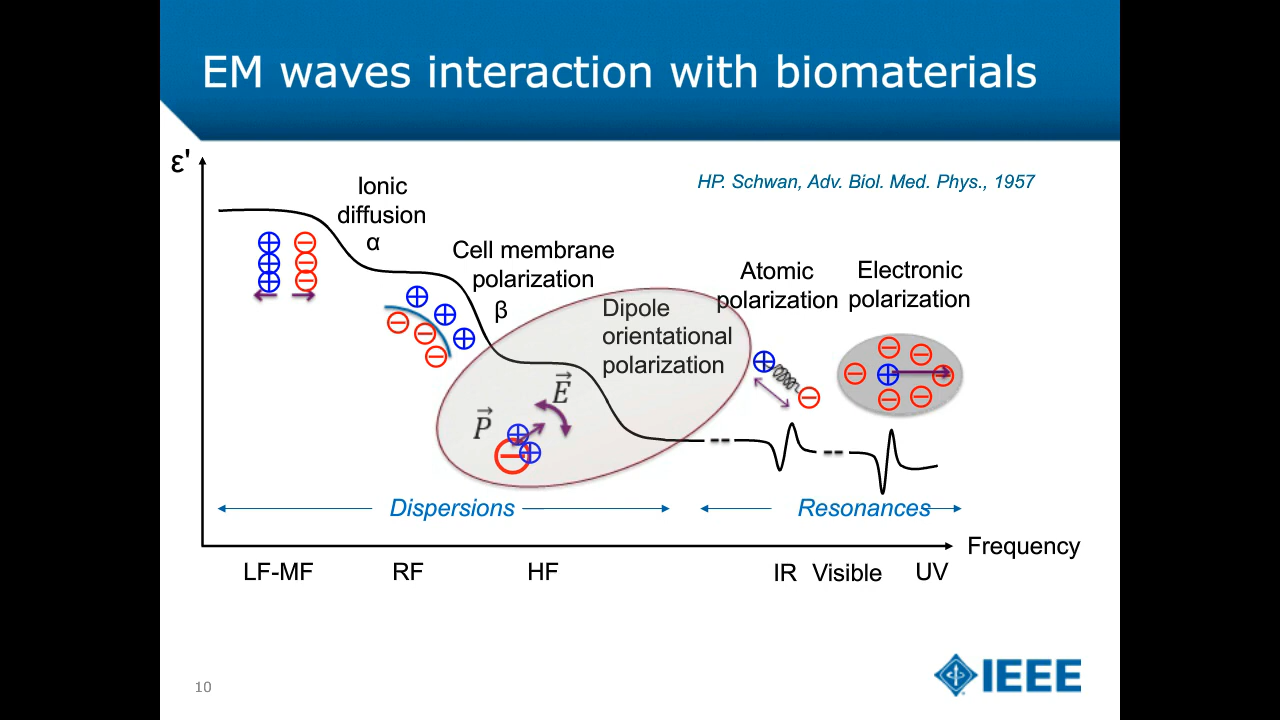 EM waves interaction with biomaterials
ε'
HP. Schwan, Adv. Biol. Med. Phys., 1957
Ionic
diffusion
α
Cell membrane
polarization
β
Dipole
orientational
polarization
Atomic
polarization
Electronic
polarization
E
P
Dispersions
Resonances
Frequency
LF-MF
RF
HF
IR
Visible
UV
10
IEEE